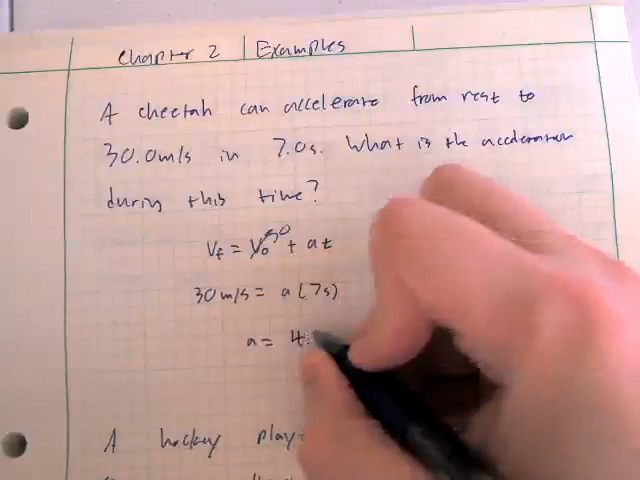 Chapter 2 Examples
A cheetah can accelerate from rest to
30.0m/s in 7.0s. What is the acceleration
during this time?
Vf = V0 0 + at
30 m/s = a (7s)
a = 4.
A hockey play